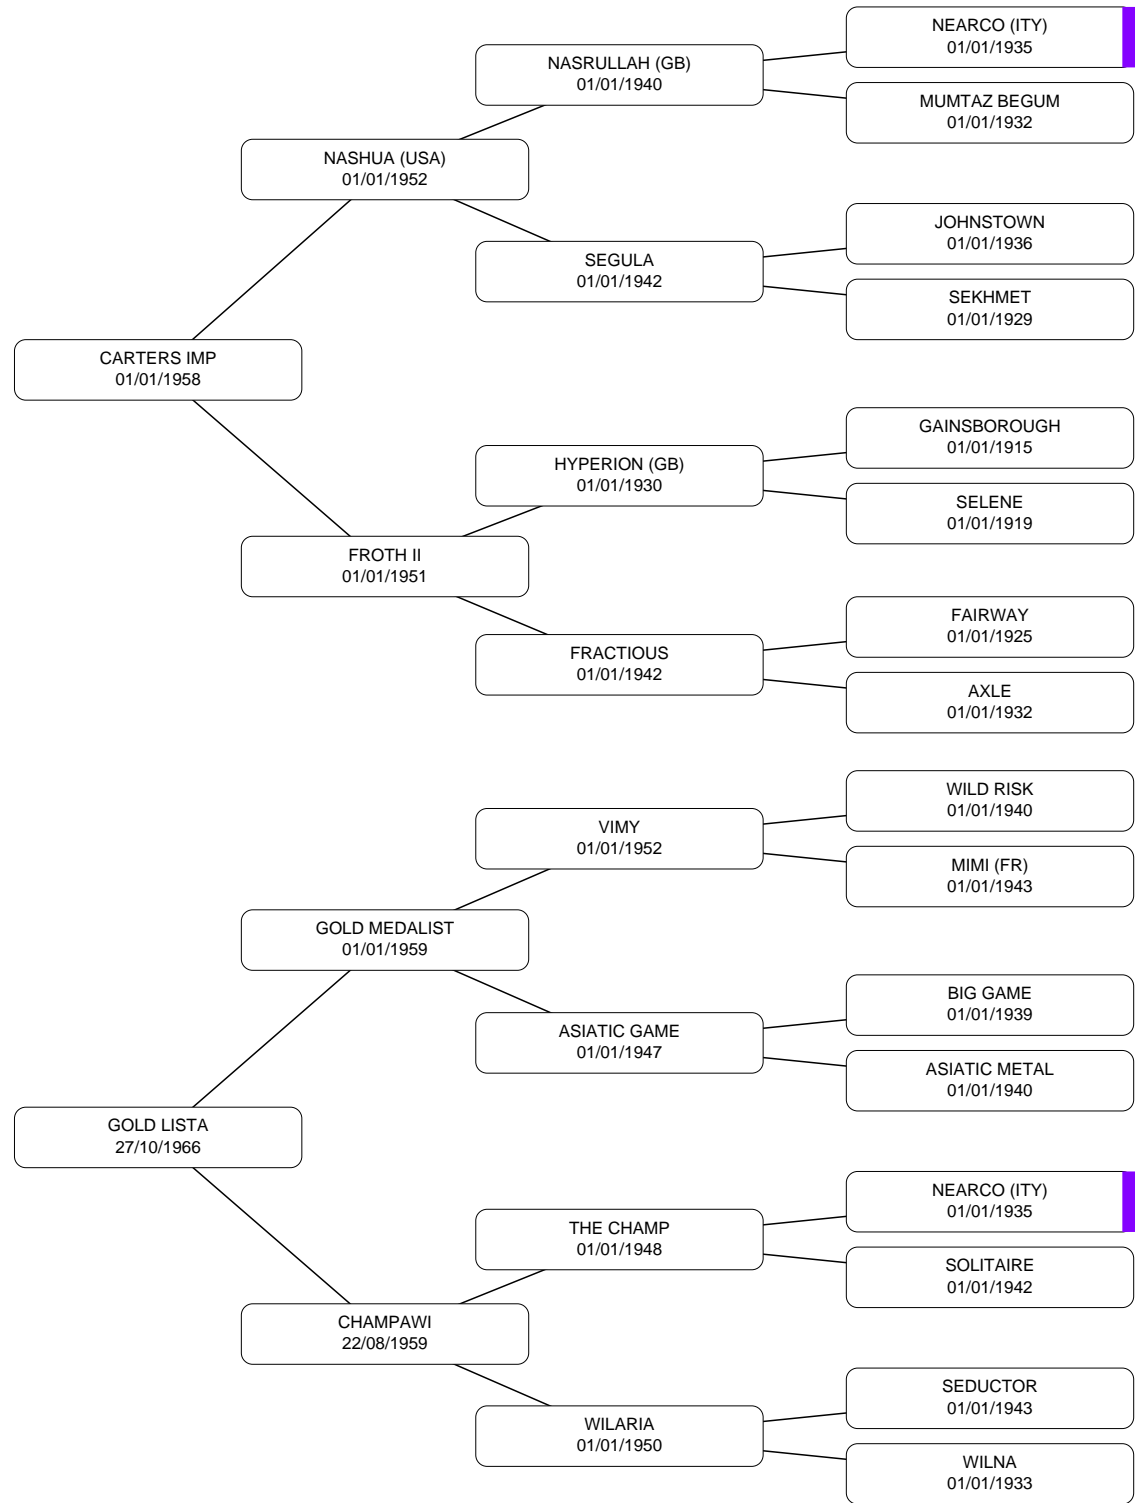 NEARCO (ITY)
01/01/1935
NASRULLAH (GB)
01/01/1940
MUMTAZ BEGUM
01/01/1932
NASHUA (USA)
01/01/1952
JOHNSTOWN
01/01/1936
SEGULA
01/01/1942
SEKHMET
01/01/1929
CARTERS IMP
01/01/1958
GAINSBOROUGH
01/01/1915
HYPERION (GB)
01/01/1930
SELENE
01/01/1919
FROTH II
01/01/1951
FAIRWAY
01/01/1925
FRACTIOUS
01/01/1942
AXLE
01/01/1932
WILD RISK
01/01/1940
VIMY
01/01/1952
MIMI (FR)
01/01/1943
GOLD MEDALIST
01/01/1959
BIG GAME
01/01/1939
ASIATIC GAME
01/01/1947
ASIATIC METAL
01/01/1940
GOLD LISTA
27/10/1966
NEARCO (ITY)
01/01/1935
THE CHAMP
01/01/1948
SOLITAIRE
01/01/1942
CHAMPAWI
22/08/1959
SEDUCTOR
01/01/1943
WILARIA
01/01/1950
WILNA
01/01/1933